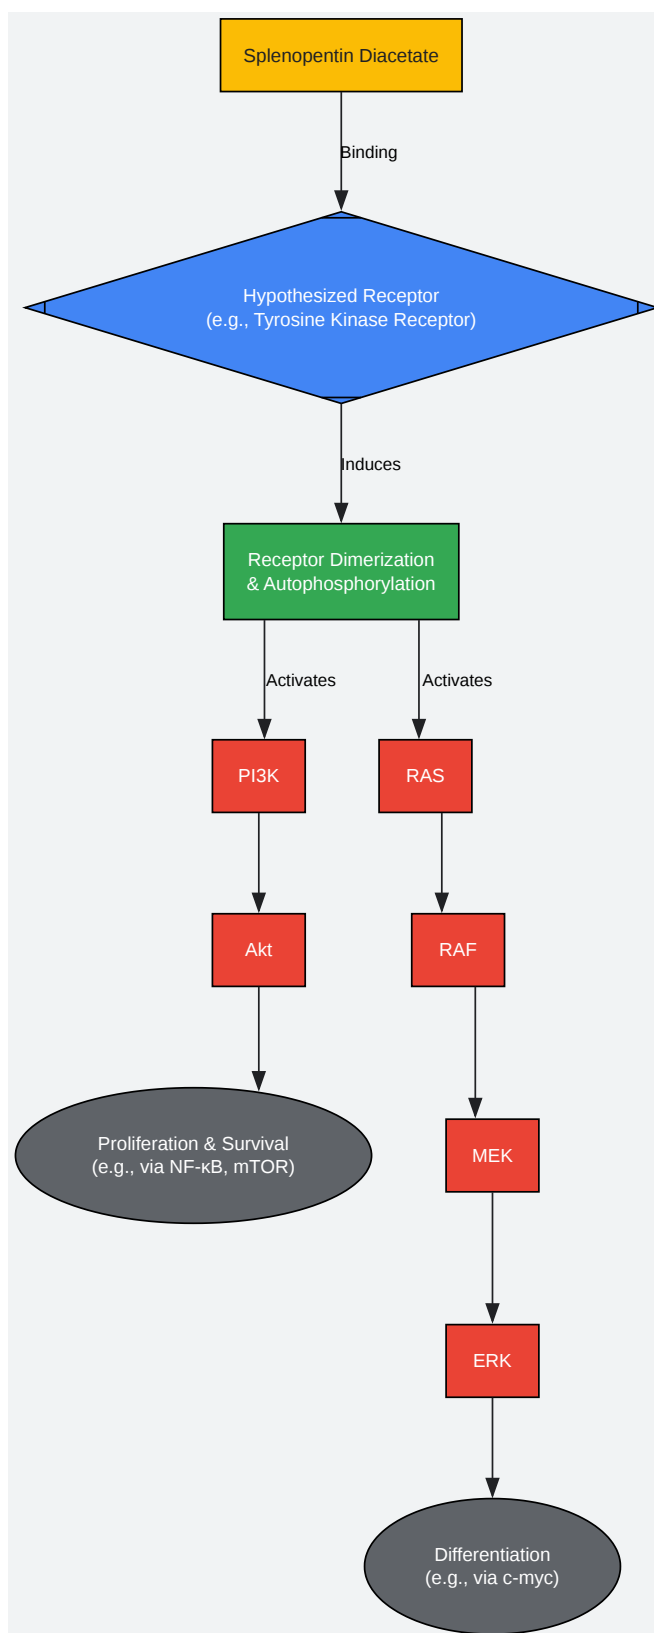 Splenopentin Diacetate
Binding
Hypothesized Receptor
(e.g., Tyrosine Kinase Receptor)
Induces
Receptor Dimerization
& Autophosphorylation
Activates
Activates
PI3K
RAS
Akt
RAF
Proliferation & Survival
(e.g., via NF-κB, mTOR)
MEK
ERK
Differentiation
(e.g., via c-myc)